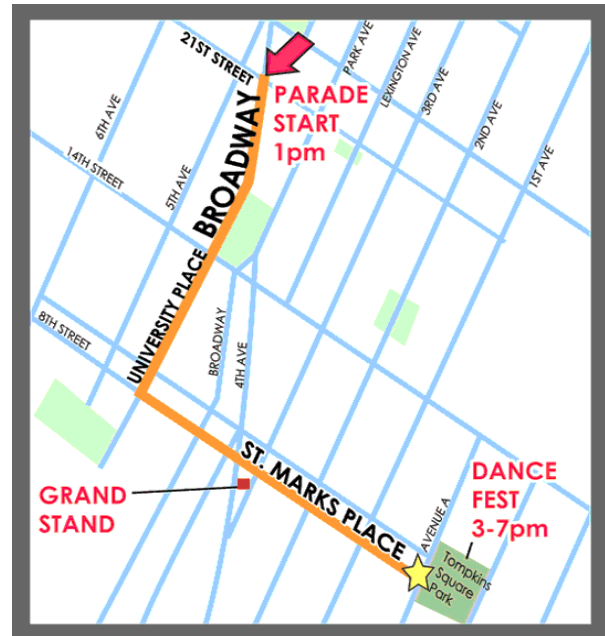 21ST STREET
PARK AVE
LEXINGTON AVE
3RD AVE
2ND AVE
1ST AVE
6TH AVE
5TH AVE
BROADWAY
PARADE
START
1pm
14TH STREET
UNIVERSITY PLACE
8TH STREET
BROADWAY
4TH AVE
ST. MARKS PLACE
GRAND
STAND
DANCE
FEST
3-7pm
AVENUE A
Tompkins
Square
Park